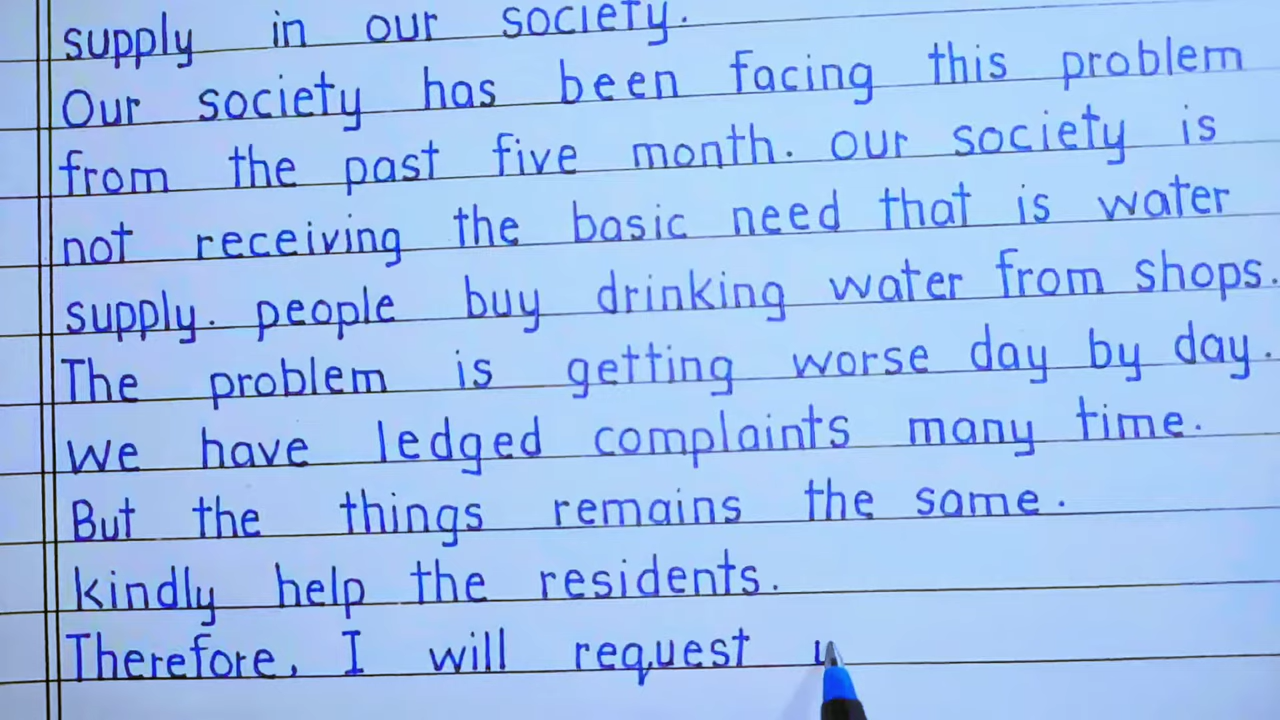 supply in our society.
Our society has been facing this problem
from the past five month. our society is
not receiving the basic need that is water
supply. people buy drinking water from shops.
The problem is getting worse day by day.
We have ledged complaints many time.
But the things remains the same.
kindly help the residents.
Therefore, I will request